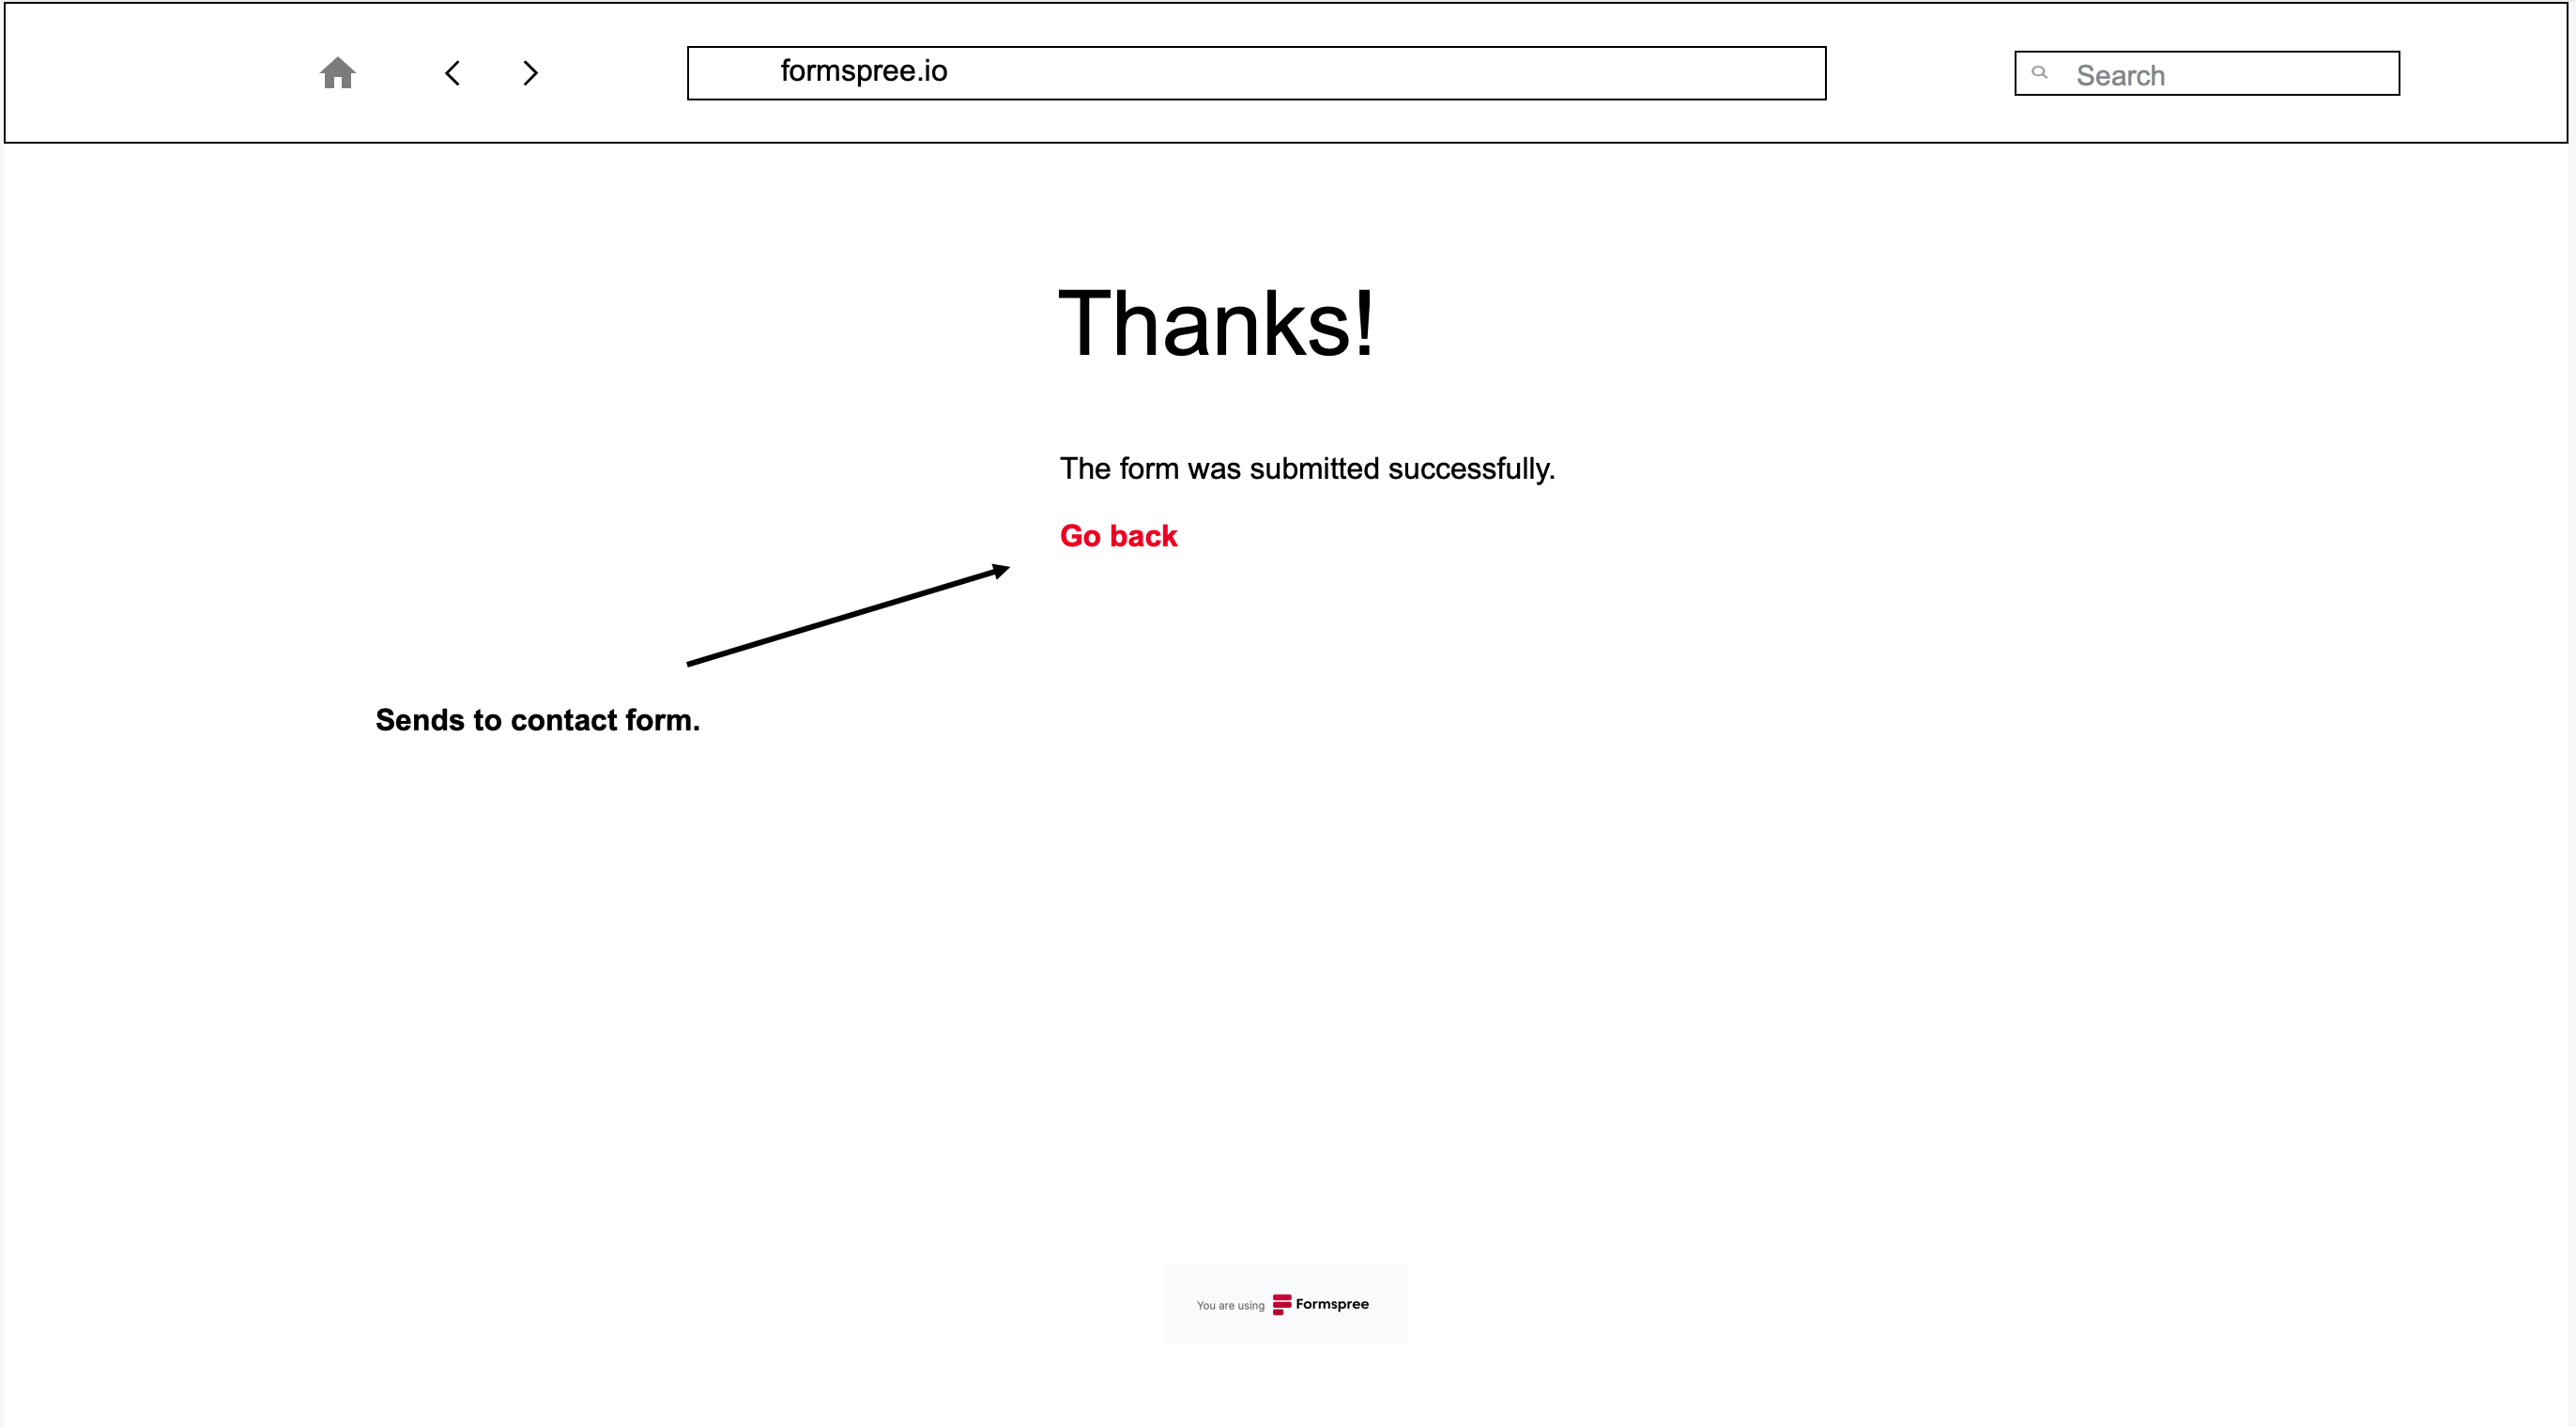 formspree.io
Search
Thanks!
The form was submitted successfully.
Go back
Sends to contact form.
You are using Formspree